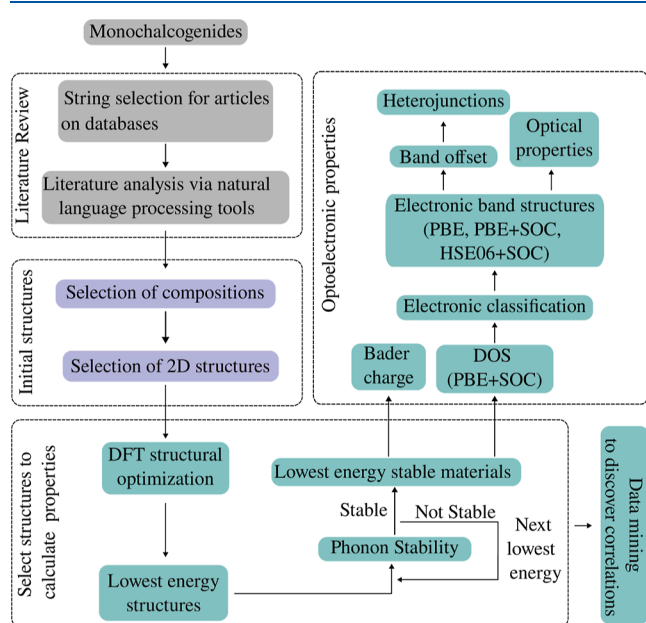 Monochalcogenides
Literature Review
String selection for articles
on databases
Literature analysis via natural
language processing tools
Initial structures
Selection of compositions
Selection of 2D structures
Select structures to
calculate properties
DFT structural
optimization
Lowest energy
structures
Lowest energy stable materials
Stable
Not Stable
Phonon Stability
Next
lowest
energy
Optoelectronic properties
Heterojunctions
Optical
properties
Band offset
Electronic band structures
(PBE, PBE+SOC,
HSE06+SOC)
Electronic classification
Bader
charge
DOS
(PBE+SOC)
Data mining
to discover correlations